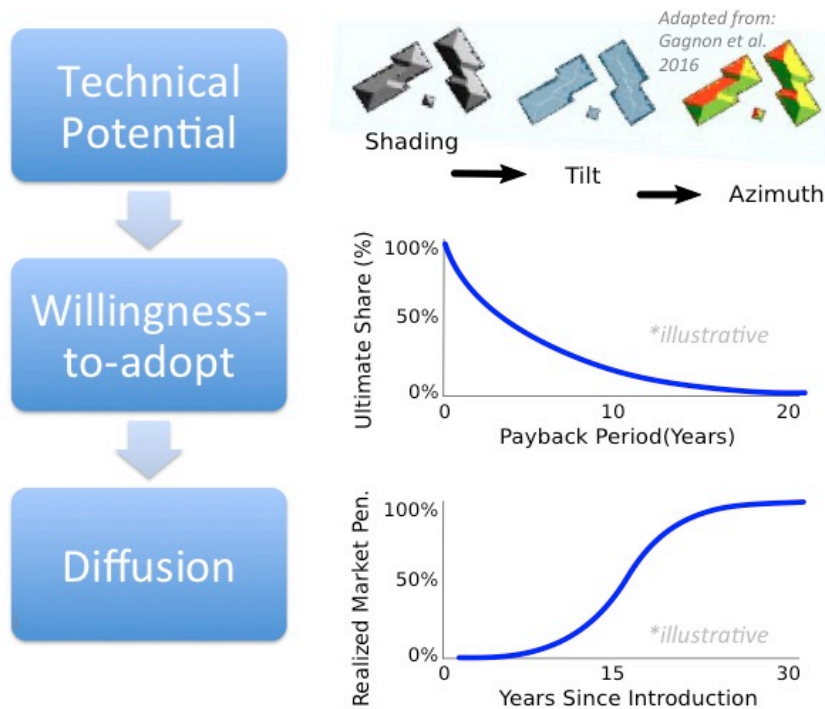 Technical
Potential
Adapted from:
Gagnon et al.
2016
Shading
Tilt
Azimuth
Willingness-
to-adopt
Ultimate Share (%)
100%
50%
0%
*illustrative
0
10
20
Payback Period(Years)
Diffusion
Realized Market Pen.
100%
50%
0%
*illustrative
0
15
30
Years Since Introduction